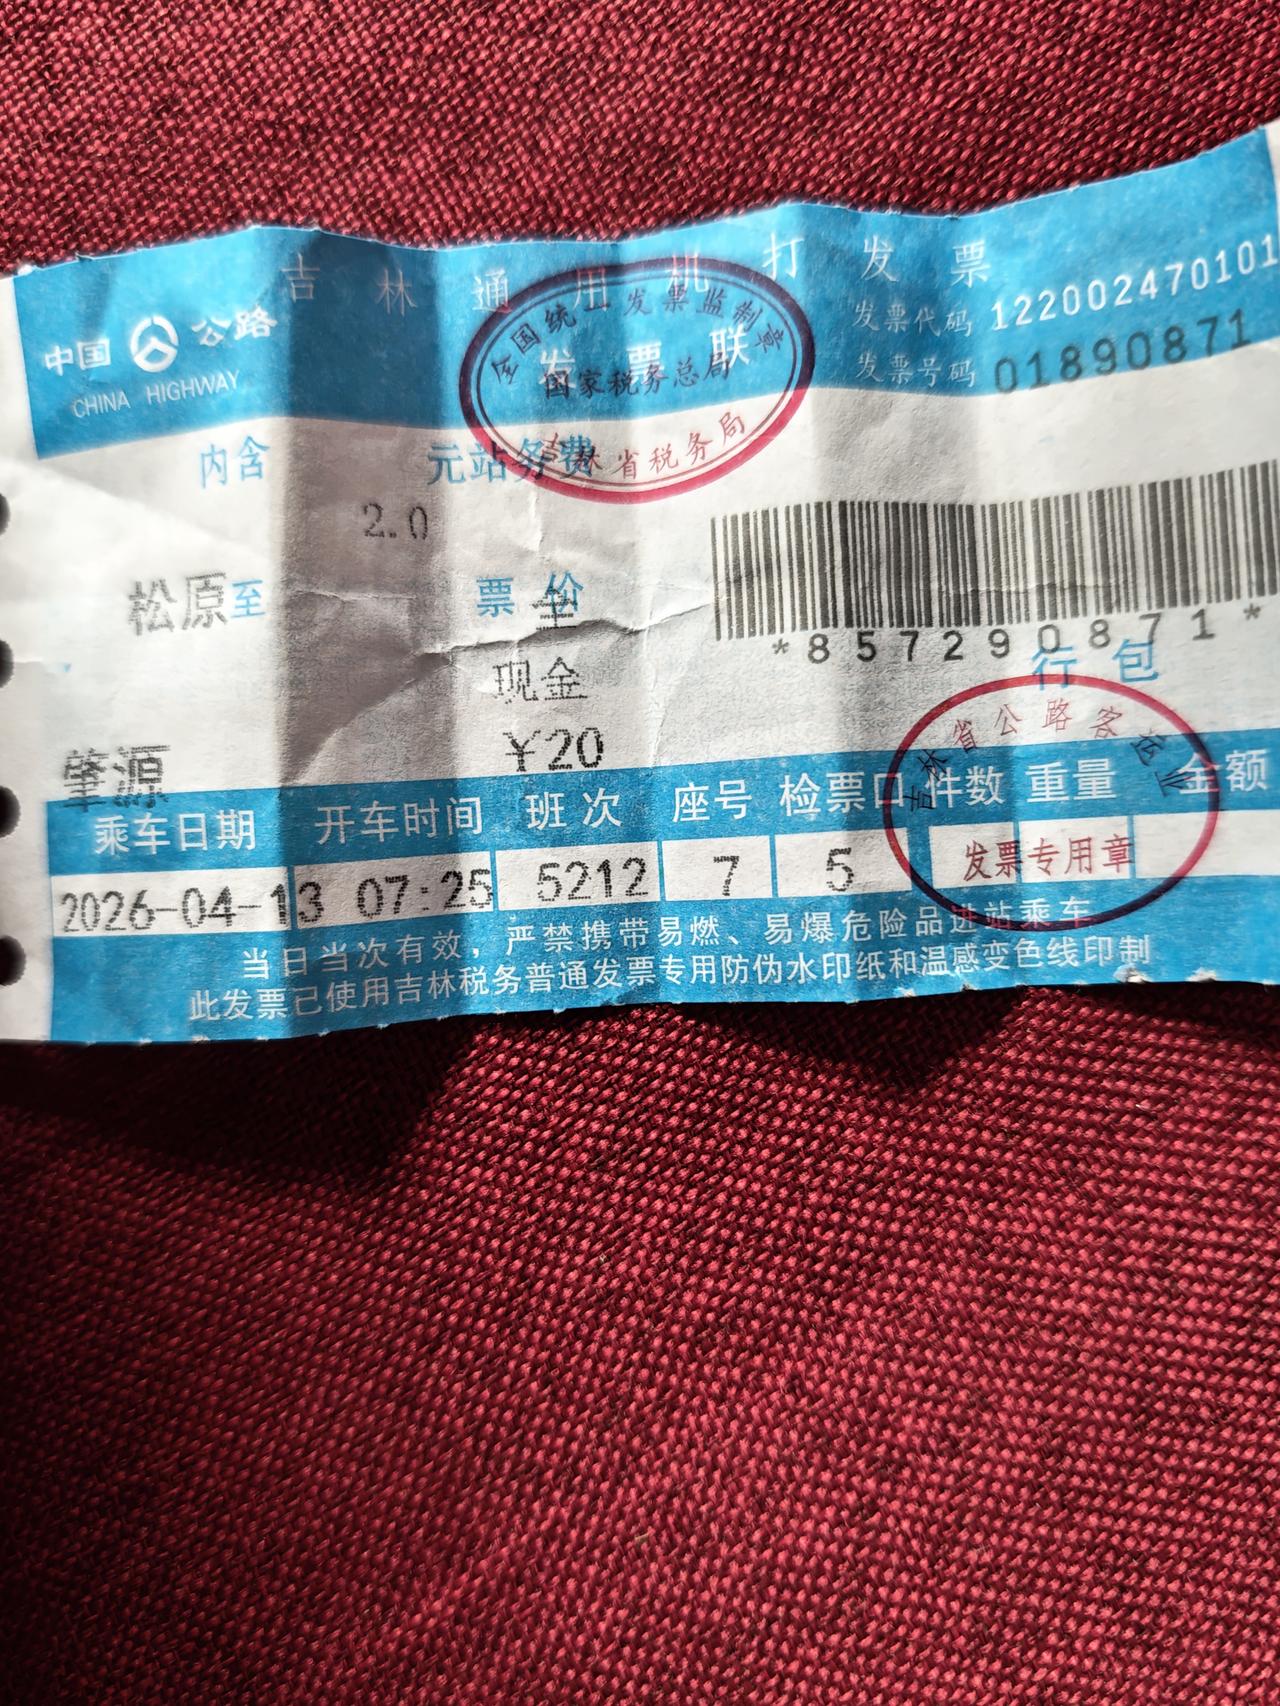 吉林通用机打发票
中国公路
CHINA HIGHWAY
发票联
全国统用发票监制章
国家税务总局
吉林省税务局
发票代码 122002470101
发票号码 01890871
内含 元站务费
2.0
松原至
票价
全
*857290871*
现金
行包
肇源
¥20
吉林省公路客运业
发票专用章
乘车日期 开车时间 班次 座号 检票口 件数 重量 金额
2026-04-13 07:25 5212 7 5
当日当次有效,严禁携带易燃、易爆危险品进站乘车
此发票已使用吉林税务普通发票专用防伪水印纸和温感变色线印制